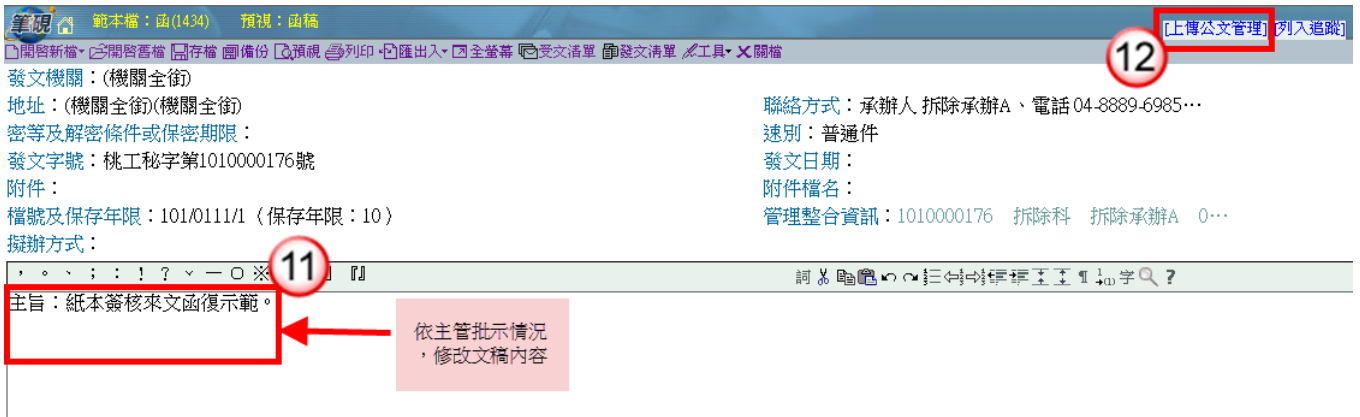 筆硯 範本檔：函(1434) 預視：函稿 [上傳公文管理] [列入追蹤]
12
開啓新檔 開啓舊檔 存檔 備份 預視 列印 匯出入 全螢幕 受文清單 發文清單 工具 關檔
發文機關：(機關全銜)
地址：(機關全銜)(機關全銜) 聯絡方式：承辦人 拆除承辦A、電話 04-8889-6985…
密等及解密條件或保密期限： 速別：普通件
發文字號：桃工秘字第1010000176號 發文日期：
附件： 附件檔名：
檔號及保存年限：101/0111/1（保存年限：10） 管理整合資訊：1010000176 拆除科 拆除承辦A 0…
擬辦方式：
11
，。、；：！？ˇ—○※ 『』 詞 字 ?
主旨：紙本簽核來文函復示範。
依主管批示情況
，修改文稿內容